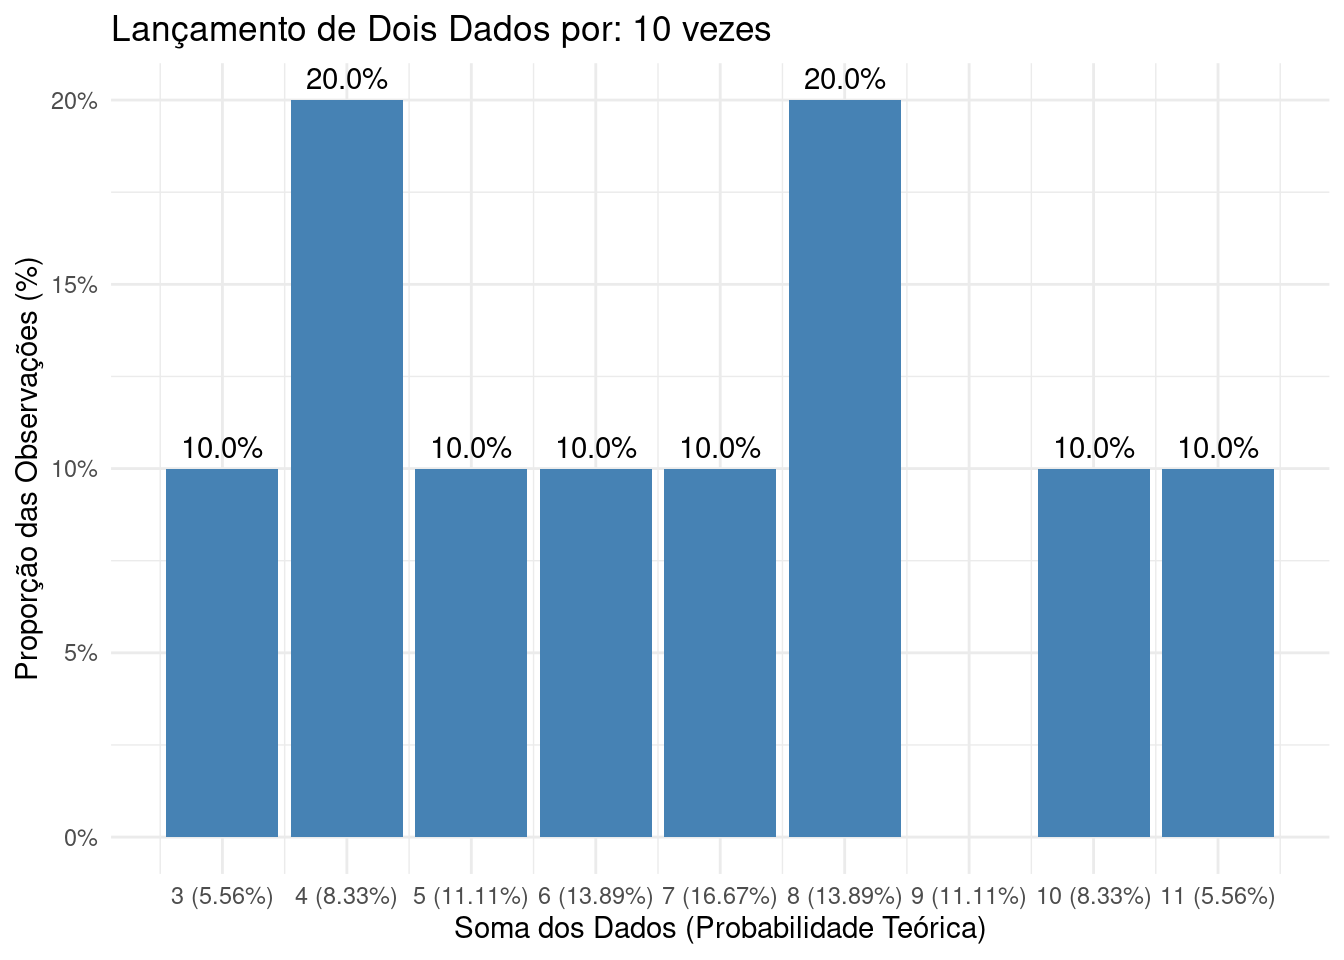 Lançamento de Dois Dados por: 10 vezes
20.0% 20.0%
10.0% 10.0% 10.0% 10.0% 10.0% 10.0%
20%
15%
10%
5%
0%
Proporção das Observações (%)
3 (5.56%) 4 (8.33%) 5 (11.11%) 6 (13.89%) 7 (16.67%) 8 (13.89%) 9 (11.11%) 10 (8.33%) 11 (5.56%)
Soma dos Dados (Probabilidade Teórica)